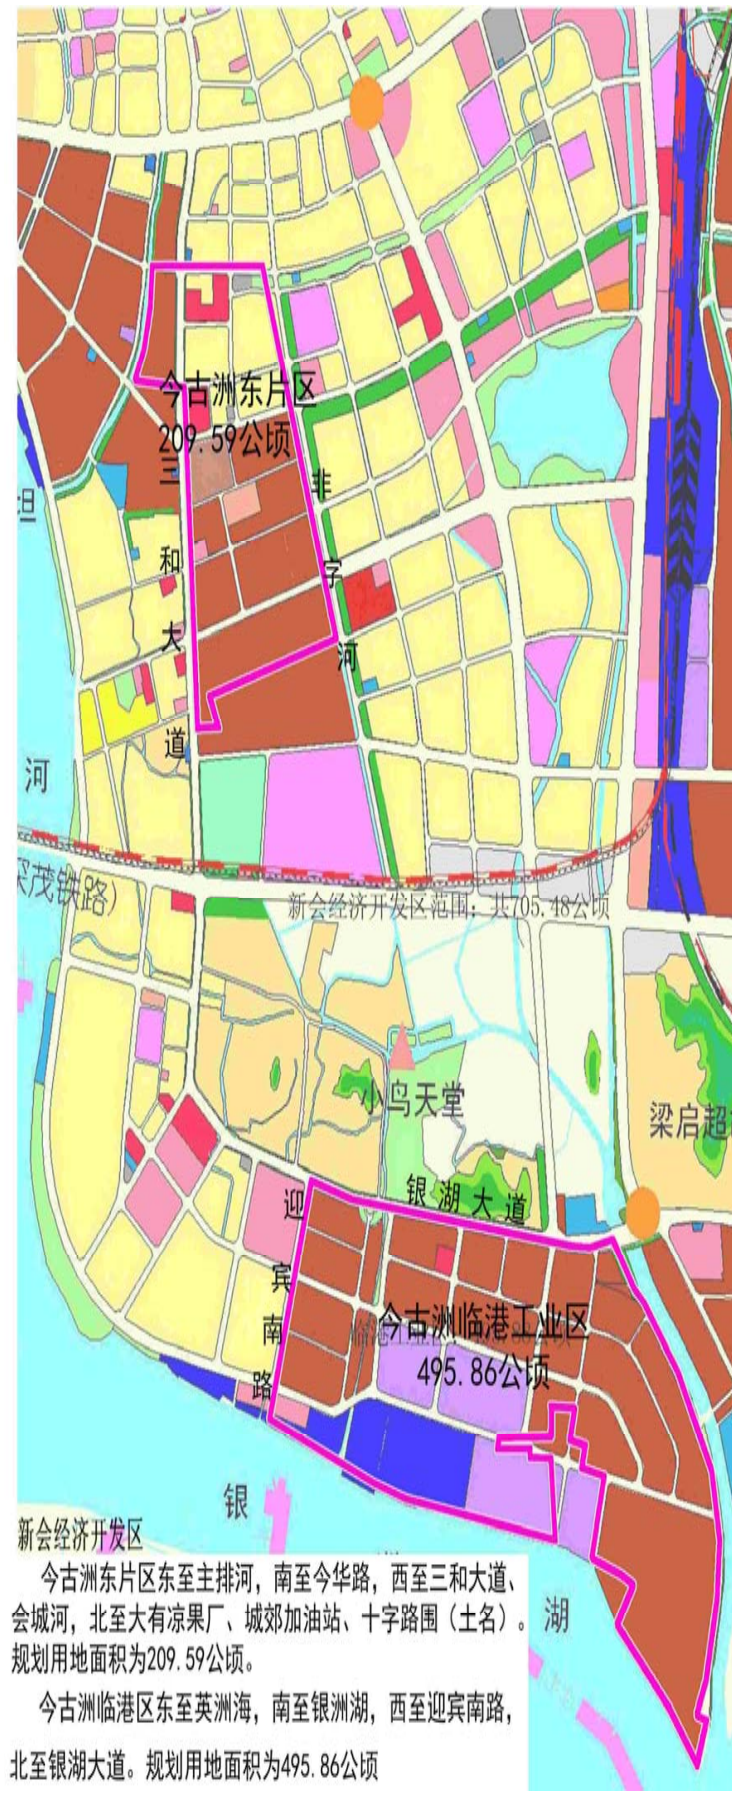 今古洲东片区
209.59公顷
三
和
大
道
非
字
河
河
茂铁路)
新会经济开发区范围: 共705.48公顷
小鸟天堂
梁启超
银湖大道
迎
宾
南
路
今古洲临港工业区
495.86公顷
银
湖
新会经济开发区
今古洲东片区东至主排河，南至今华路，西至三和大道、
会城河，北至大有凉果厂、城郊加油站、十字路围（土名）。
规划用地面积为209.59公顷。
今古洲临港区东至英洲海，南至银洲湖，西至迎宾南路，
北至银湖大道。规划用地面积为495.86公顷